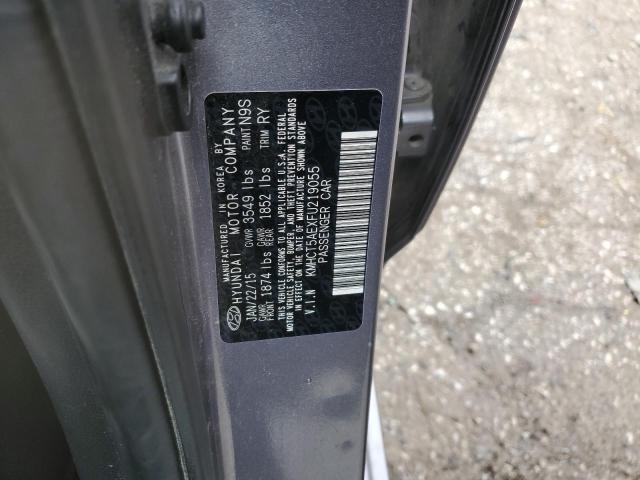 MANUFACTURED IN KOREA BY
HYUNDAI MOTOR COMPANY
JAN/22/15 GVWR 3549 lbs PAINT N9S
GAWR FRONT 1874 lbs GAWR REAR 1852 lbs TRIM RY
THIS VEHICLE CONFORMS TO ALL APPLICABLE U.S.A. FEDERAL
MOTOR VEHICLE SAFETY, BUMPER, AND THEFT PREVENTION STANDARDS
IN EFFECT ON THE DATE OF MANUFACTURE SHOWN ABOVE
V.I.N KMHCT5AEXFU219055
PASSENGER CAR